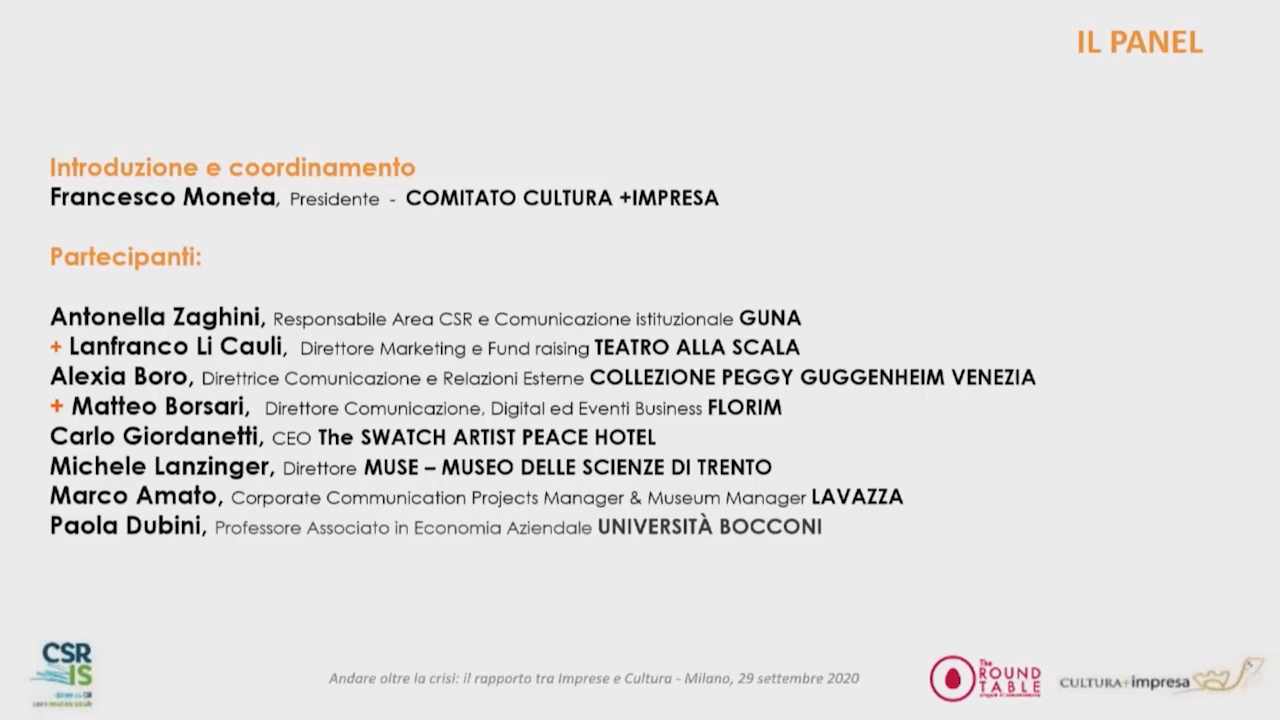 IL PANEL
Introduzione e coordinamento
Francesco Moneta, Presidente - COMITATO CULTURA +IMPRESA
Partecipanti:
Antonella Zaghini, Responsabile Area CSR e Comunicazione istituzionale GUNA
+ Lanfranco Li Cauli, Direttore Marketing e Fund raising TEATRO ALLA SCALA
Alexia Boro, Direttrice Comunicazione e Relazioni Esterne COLLEZIONE PEGGY GUGGENHEIM VENEZIA
+ Matteo Borsari, Direttore Comunicazione, Digital ed Eventi Business FLORIM
Carlo Giordanetti, CEO The SWATCH ARTIST PEACE HOTEL
Michele Lanzinger, Direttore MUSE – MUSEO DELLE SCIENZE DI TRENTO
Marco Amato, Corporate Communication Projects Manager & Museum Manager LAVAZZA
Paola Dubini, Professore Associato in Economia Aziendale UNIVERSITÀ BOCCONI
CSR
IS
Andare oltre la crisi: il rapporto tra Imprese e Cultura - Milano, 29 settembre 2020
The
ROUND
TABLE
CULTURA+impresa